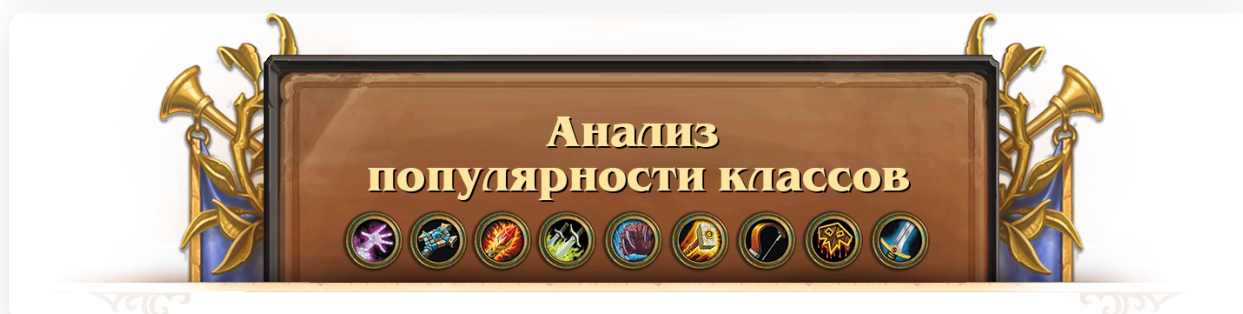 Анализ
популярности классов